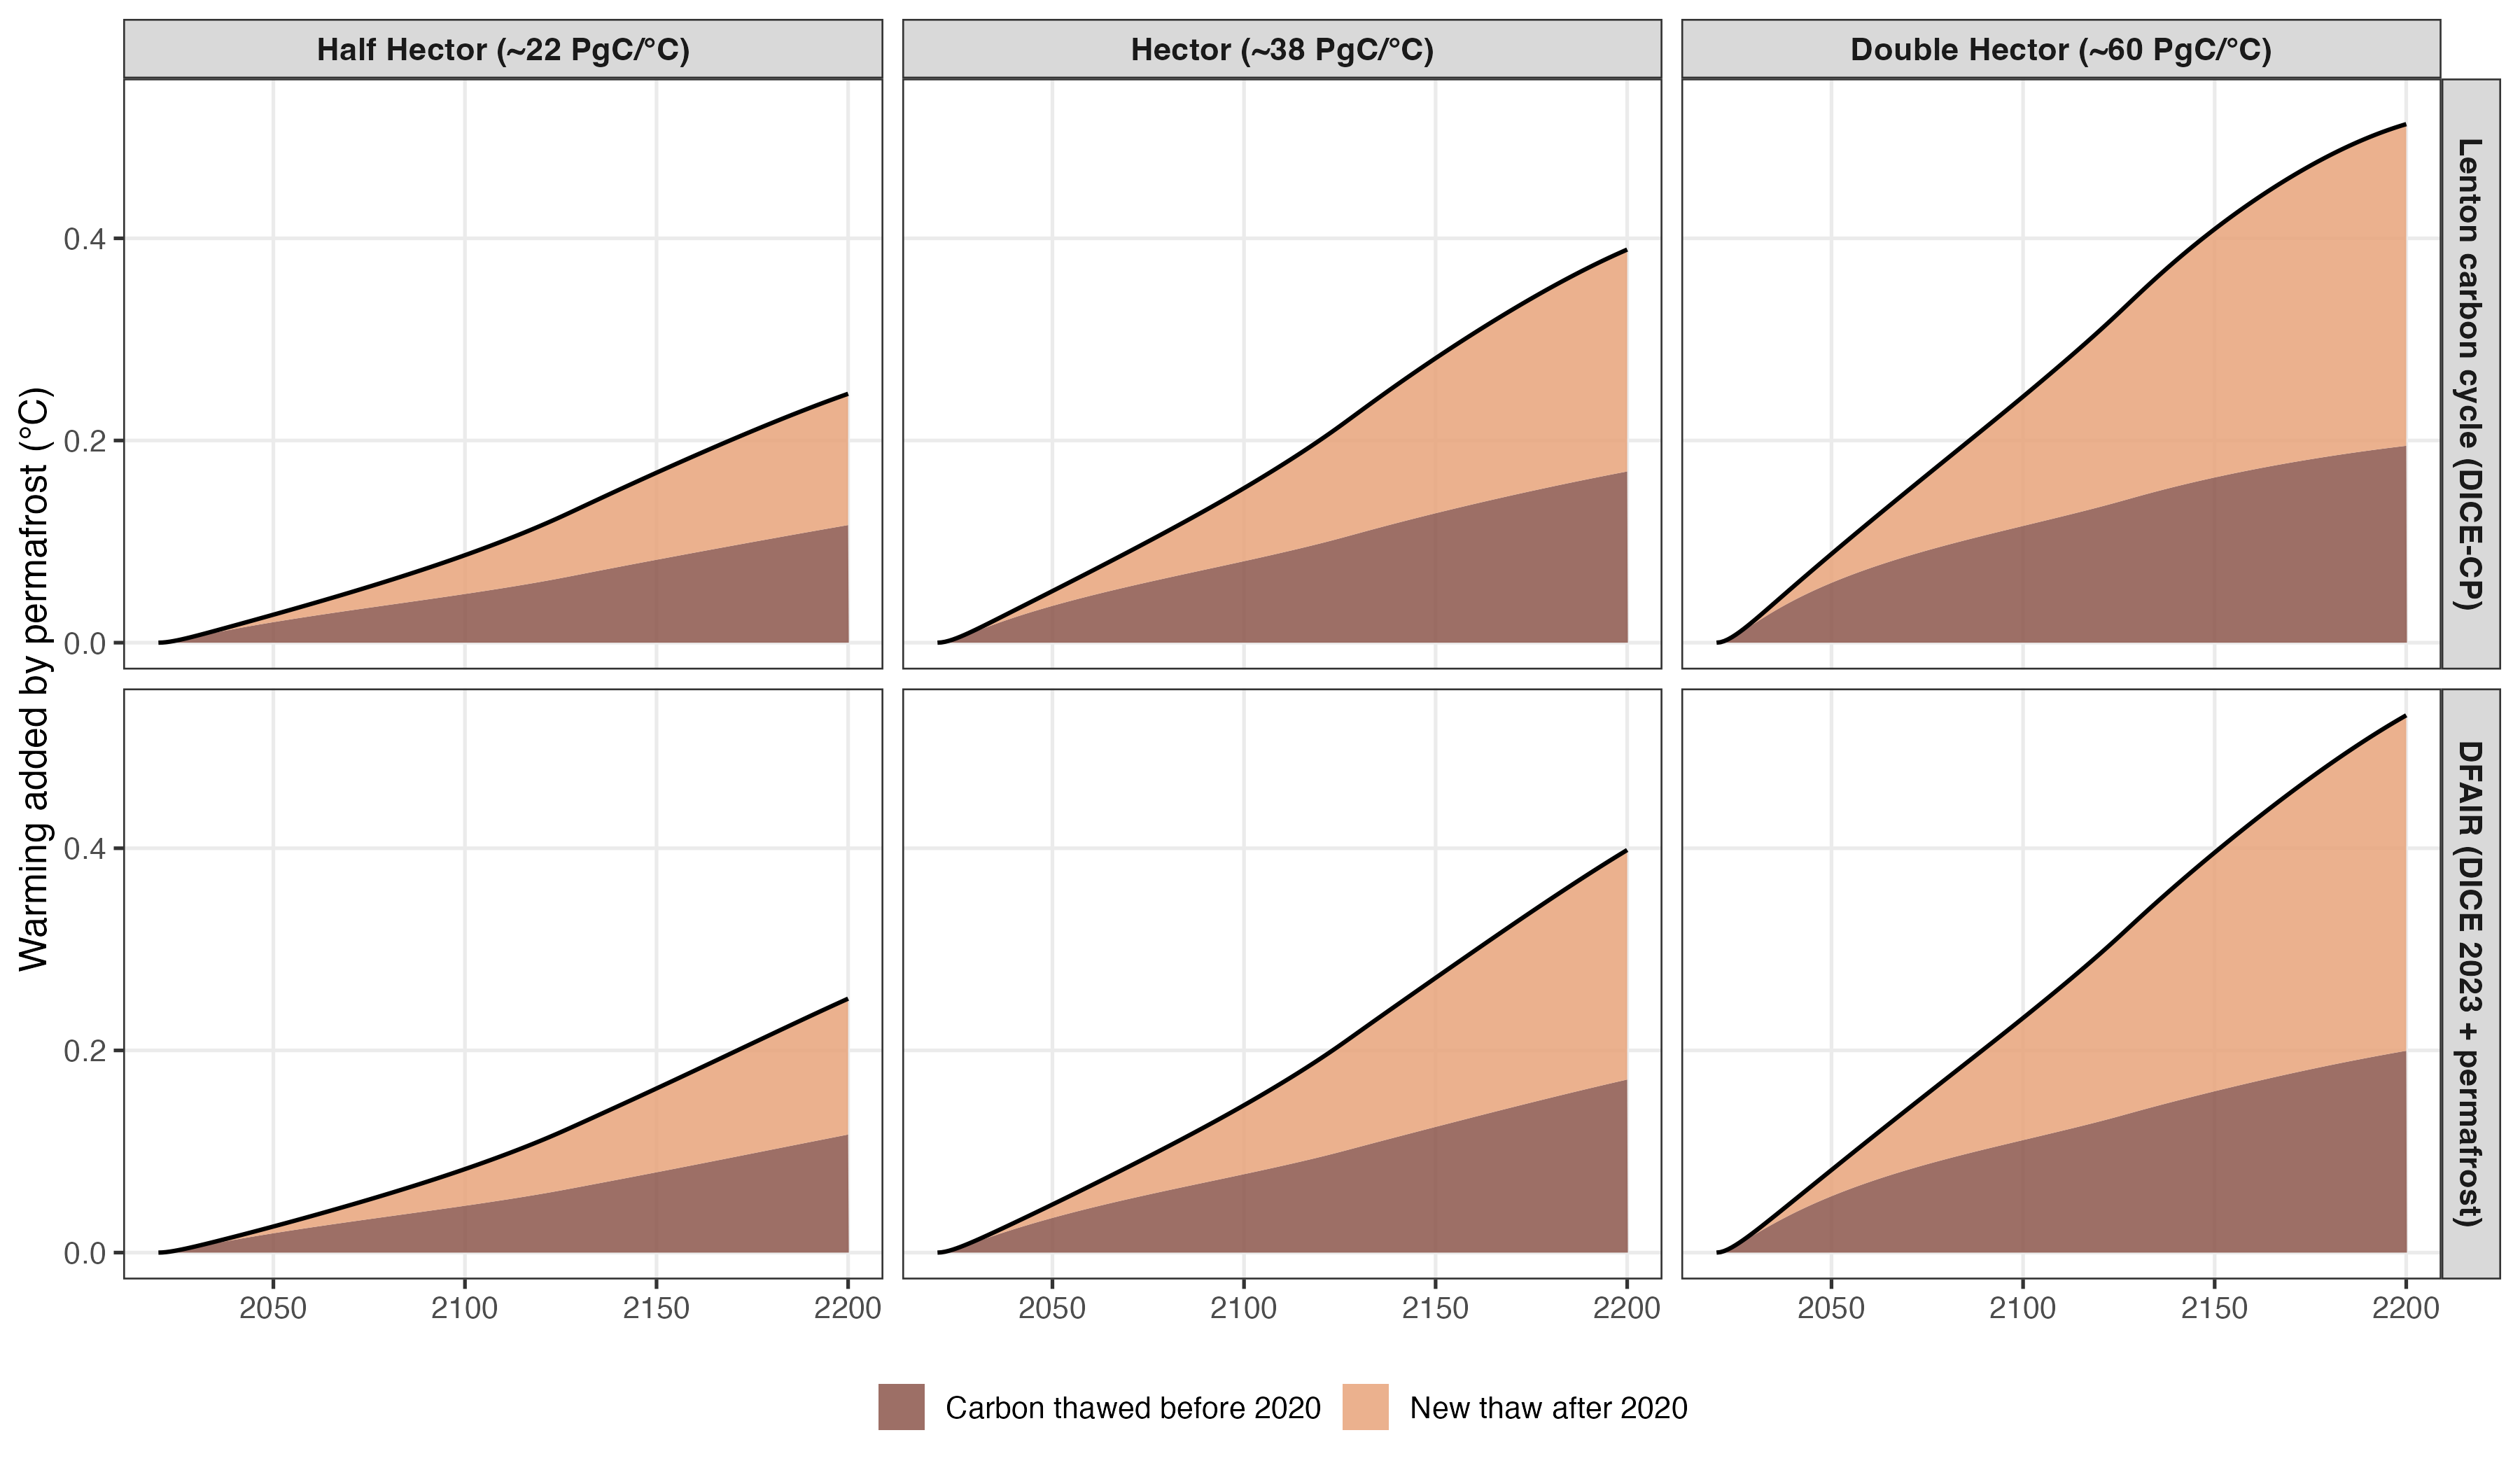 Half Hector (~22 PgC/°C)
Hector (~38 PgC/°C)
Double Hector (~60 PgC/°C)
Warming added by permafrost (°C)
0.4
0.2
0.0
Lenton carbon cycle (DICE-CP)
0.4
0.2
0.0
DFAIR (DICE 2023 + permafrost)
2050 2100 2150 2200
2050 2100 2150 2200
2050 2100 2150 2200
Carbon thawed before 2020
New thaw after 2020